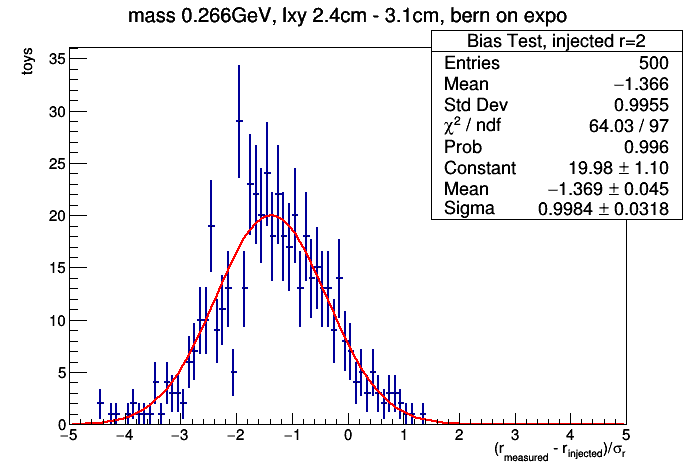 mass 0.266GeV, lxy 2.4cm - 3.1cm, bern on expo
Bias Test, injected r=2
Entries 500
Mean −1.366
Std Dev 0.9955
χ² / ndf 64.03 / 97
Prob 0.996
Constant 19.98 ± 1.10
Mean −1.369 ± 0.045
Sigma 0.9984 ± 0.0318
toys
35
30
25
20
15
10
5
0
−5 −4 −3 −2 −1 0 1 2 3 4 5
(r_measured - r_injected)/σ_r